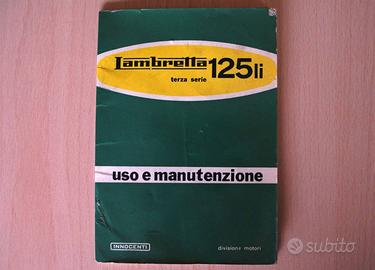 Lambretta 125li
terza serie
uso e manutenzione
INNOCENTI
divisione motori
subito